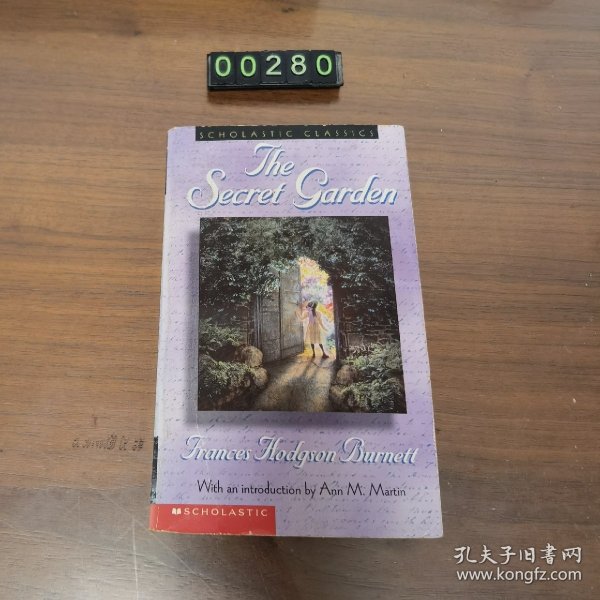 00280
SCHOLASTIC CLASSICS
The
Secret Garden
Frances Hodgson Burnett
With an introduction by Ann M. Martin
SCHOLASTIC
孔夫子旧书网
www.kongfz.com